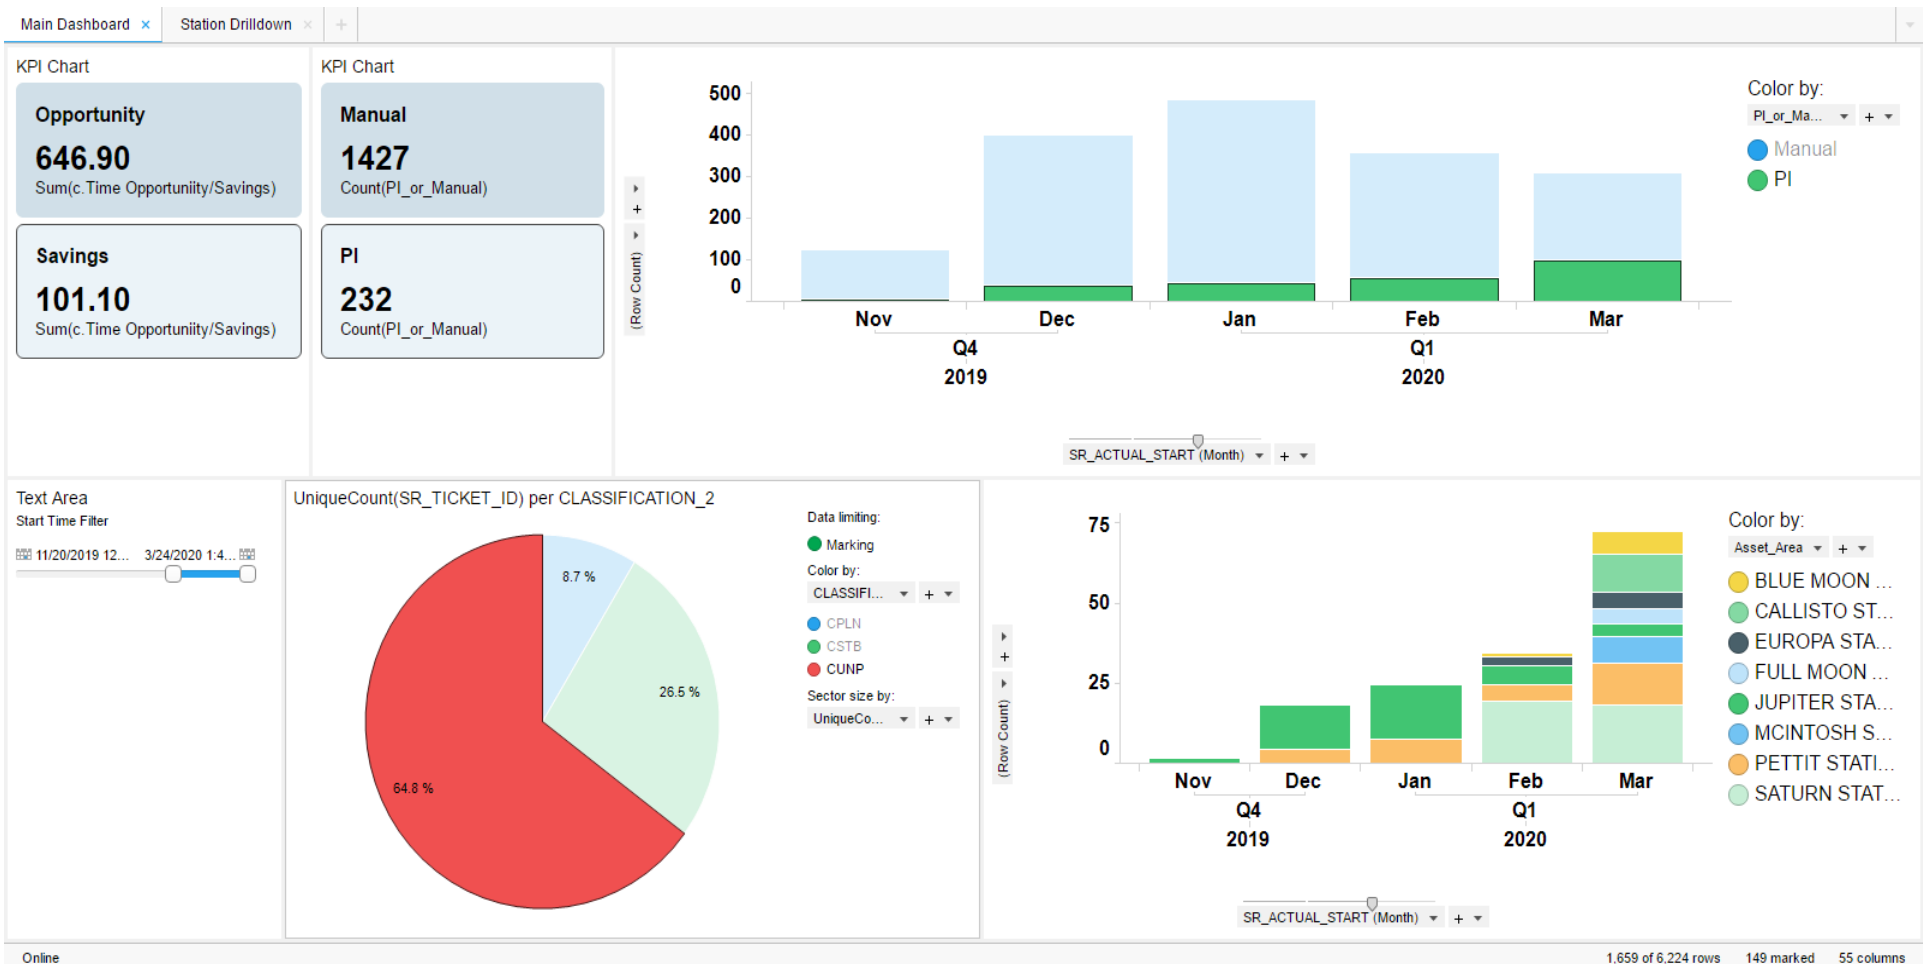 Main Dashboard × Station Drilldown × +
KPI Chart
Opportunity
646.90
Sum(c.Time Opportuniity/Savings)
Savings
101.10
Sum(c.Time Opportuniity/Savings)
KPI Chart
Manual
1427
Count(PI_or_Manual)
PI
232
Count(PI_or_Manual)
+
(Row Count)
500
400
300
200
100
0
Nov Dec Jan Feb Mar
Q4 Q1
2019 2020
SR_ACTUAL_START (Month) +
Color by:
PI_or_Ma... +
Manual
PI
Text Area
Start Time Filter
11/20/2019 12... 3/24/2020 1:4...
UniqueCount(SR_TICKET_ID) per CLASSIFICATION_2
8.7 %
26.5 %
64.8 %
Data limiting:
Marking
Color by:
CLASSIFI... +
CPLN
CSTB
CUNP
Sector size by:
UniqueCo... +
+
(Row Count)
75
50
25
0
Nov Dec Jan Feb Mar
Q4 Q1
2019 2020
SR_ACTUAL_START (Month) +
Color by:
Asset_Area +
BLUE MOON ...
CALLISTO ST...
EUROPA STA...
FULL MOON ...
JUPITER STA...
MCINTOSH S...
PETTIT STATI...
SATURN STAT...
Online 1,659 of 6,224 rows 149 marked 55 columns